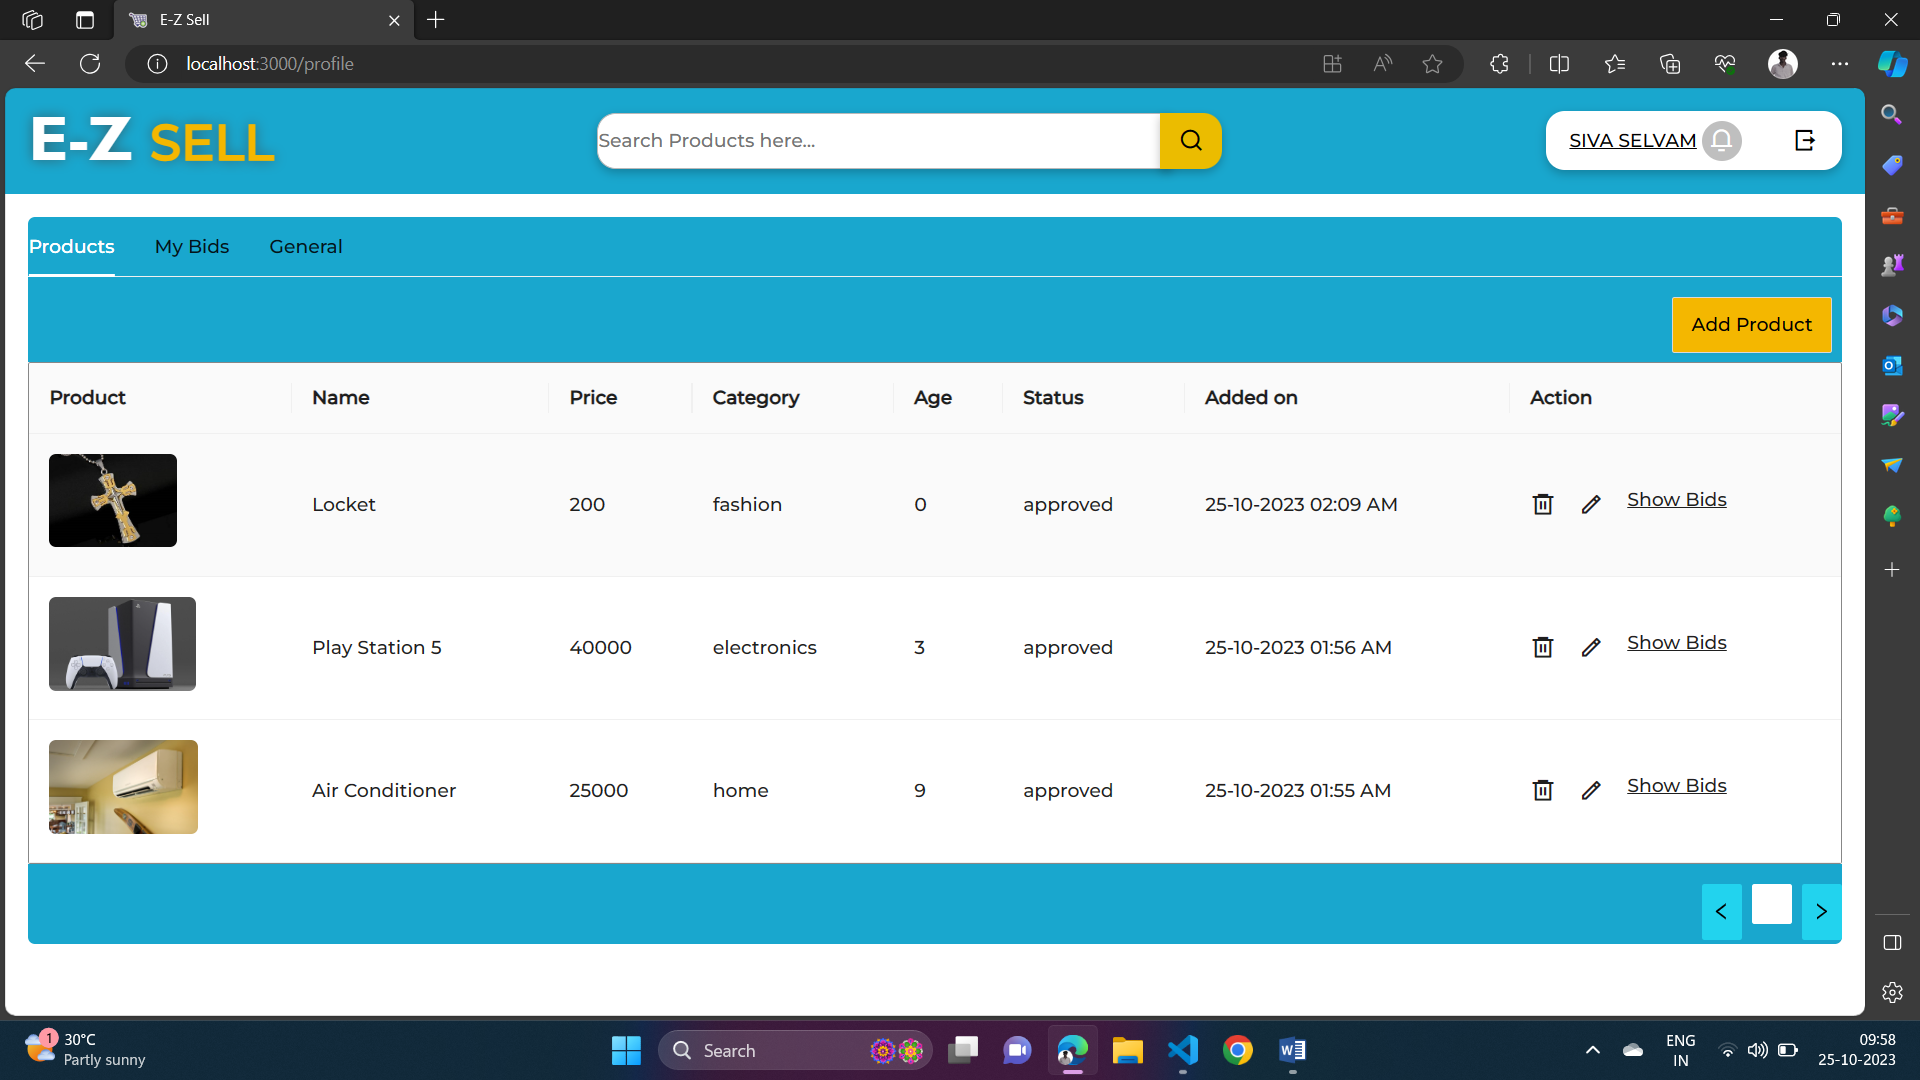 E-Z Sell
localhost:3000/profile
E-Z SELL
Search Products here...
SIVA SELVAM
Products My Bids General
Add Product
Product Name Price Category Age Status Added on Action
Locket 200 fashion 0 approved 25-10-2023 02:09 AM Show Bids
Play Station 5 40000 electronics 3 approved 25-10-2023 01:56 AM Show Bids
Air Conditioner 25000 home 9 approved 25-10-2023 01:55 AM Show Bids
1
30°C
Partly sunny
Search
ENG
IN
09:58
25-10-2023